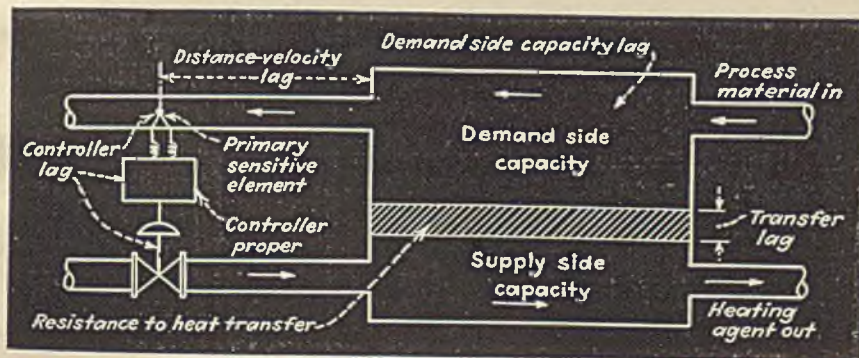 Distance-velocity
lag
Demand side capacity lag
Process
material in
Controller
lag
Primary
sensitive
element
Demand side
capacity
Controller
proper
Transfer
lag
Supply side
capacity
Resistance to heat transfer
Heating
agent out